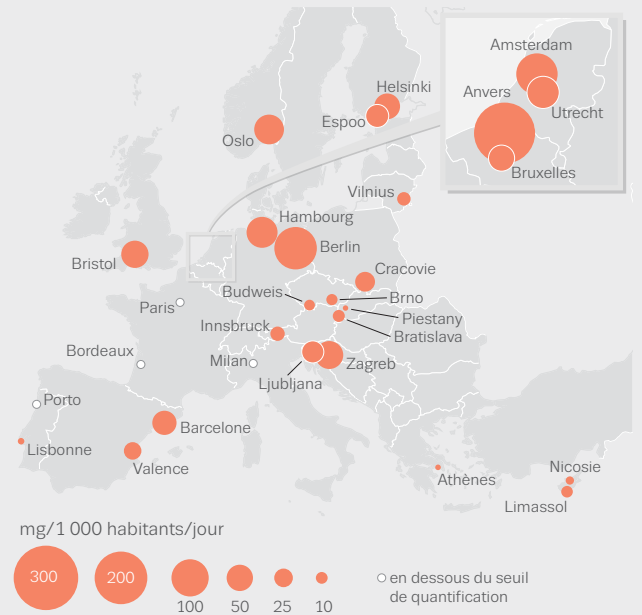 Amsterdam
Helsinki
Anvers
Espoo
Utrecht
Oslo
Bruxelles
Vilnius
Hambourg
Berlin
Bristol
Cracovie
Budweis
Brno
Paris
Piestany
Innsbruck
Bratislava
Bordeaux
Milan
Zagreb
Ljubljana
Porto
Barcelone
Lisbonne
Valence
Nicosie
Athènes
Limassol
mg/1 000 habitants/jour
300
200
100
50
25
10
en dessous du seuil
de quantification